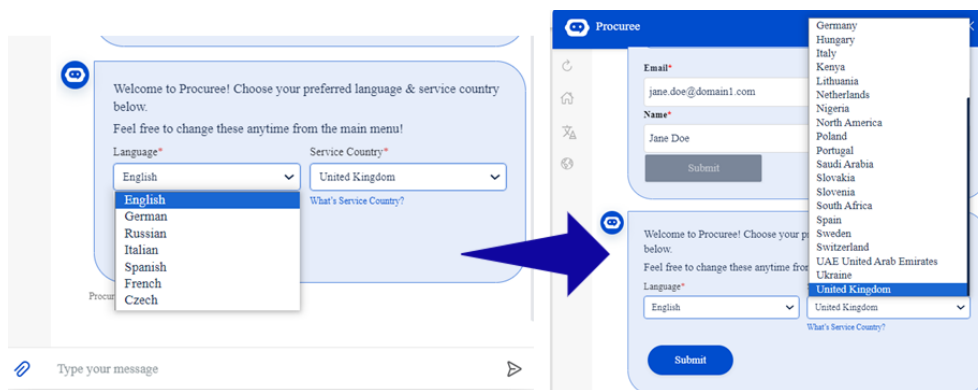 Welcome to Procuree! Choose your preferred language & service country
below.
Feel free to change these anytime from the main menu!
Language*
Service Country*
English
United Kingdom
English
German
Russian
Italian
Spanish
French
Czech
What's Service Country?
Procur
Type your message
Procuree
Email*
jane.doe@domain1.com
Name*
Jane Doe
Submit
Germany
Hungary
Italy
Kenya
Lithuania
Netherlands
Nigeria
North America
Poland
Portugal
Saudi Arabia
Slovakia
Slovenia
South Africa
Spain
Sweden
Switzerland
UAE United Arab Emirates
Ukraine
United Kingdom
Welcome to Procuree! Choose your p
below.
Feel free to change these anytime fro
Language*
English
United Kingdom
What's Service Country?
Submit